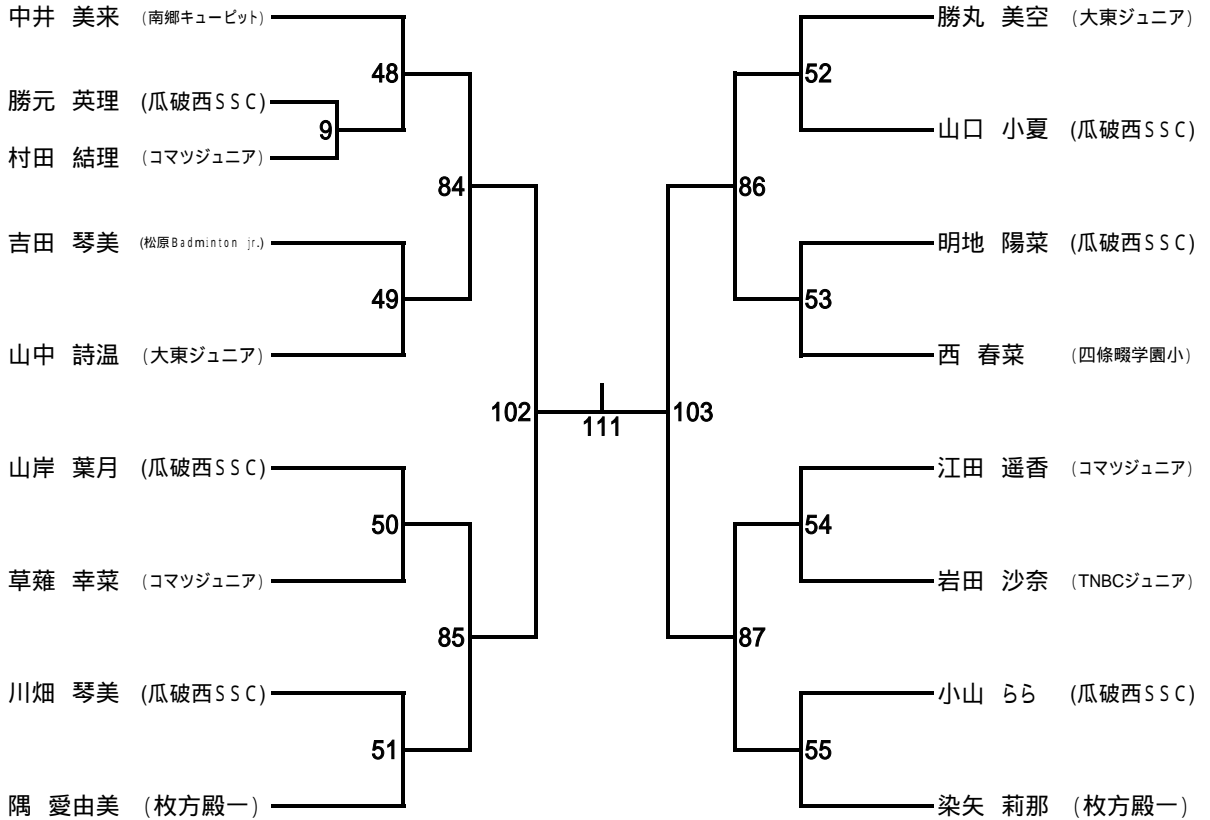 中井 美来 (南郷キューピット)
48
勝元 英理 (瓜破西SSC)
9
村田 結理 (コマツジュニア)
84
吉田 琴美 (松原Badminton jr.)
49
山中 詩温 (大東ジュニア)
102
山岸 葉月 (瓜破西SSC)
50
草薙 幸菜 (コマツジュニア)
85
川畑 琴美 (瓜破西SSC)
51
隅 愛由美 (枚方殿一)
111
勝丸 美空 (大東ジュニア)
52
山口 小夏 (瓜破西SSC)
86
明地 陽菜 (瓜破西SSC)
53
西 春菜 (四條畷学園小)
103
江田 遥香 (コマツジュニア)
54
岩田 沙奈 (TNBCジュニア)
87
小山 らら (瓜破西SSC)
55
染矢 莉那 (枚方殿一)